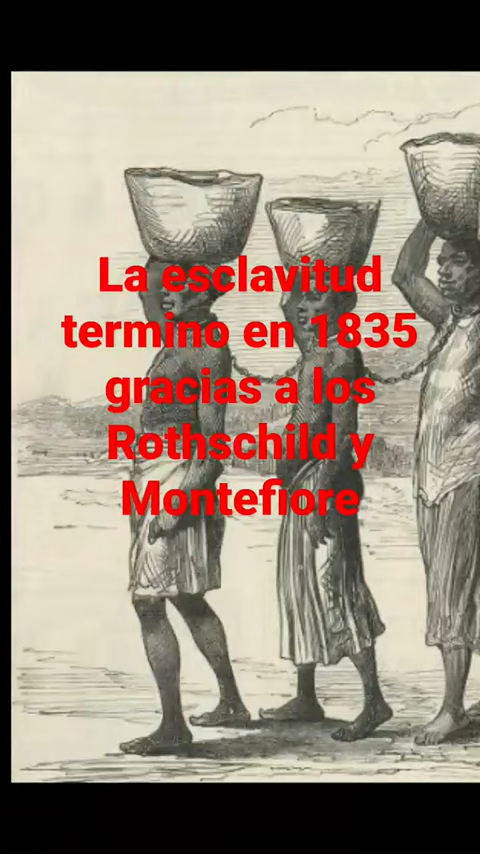 La esclavitud
termino en 1835
gracias a los
Rothschild y
Montefiore